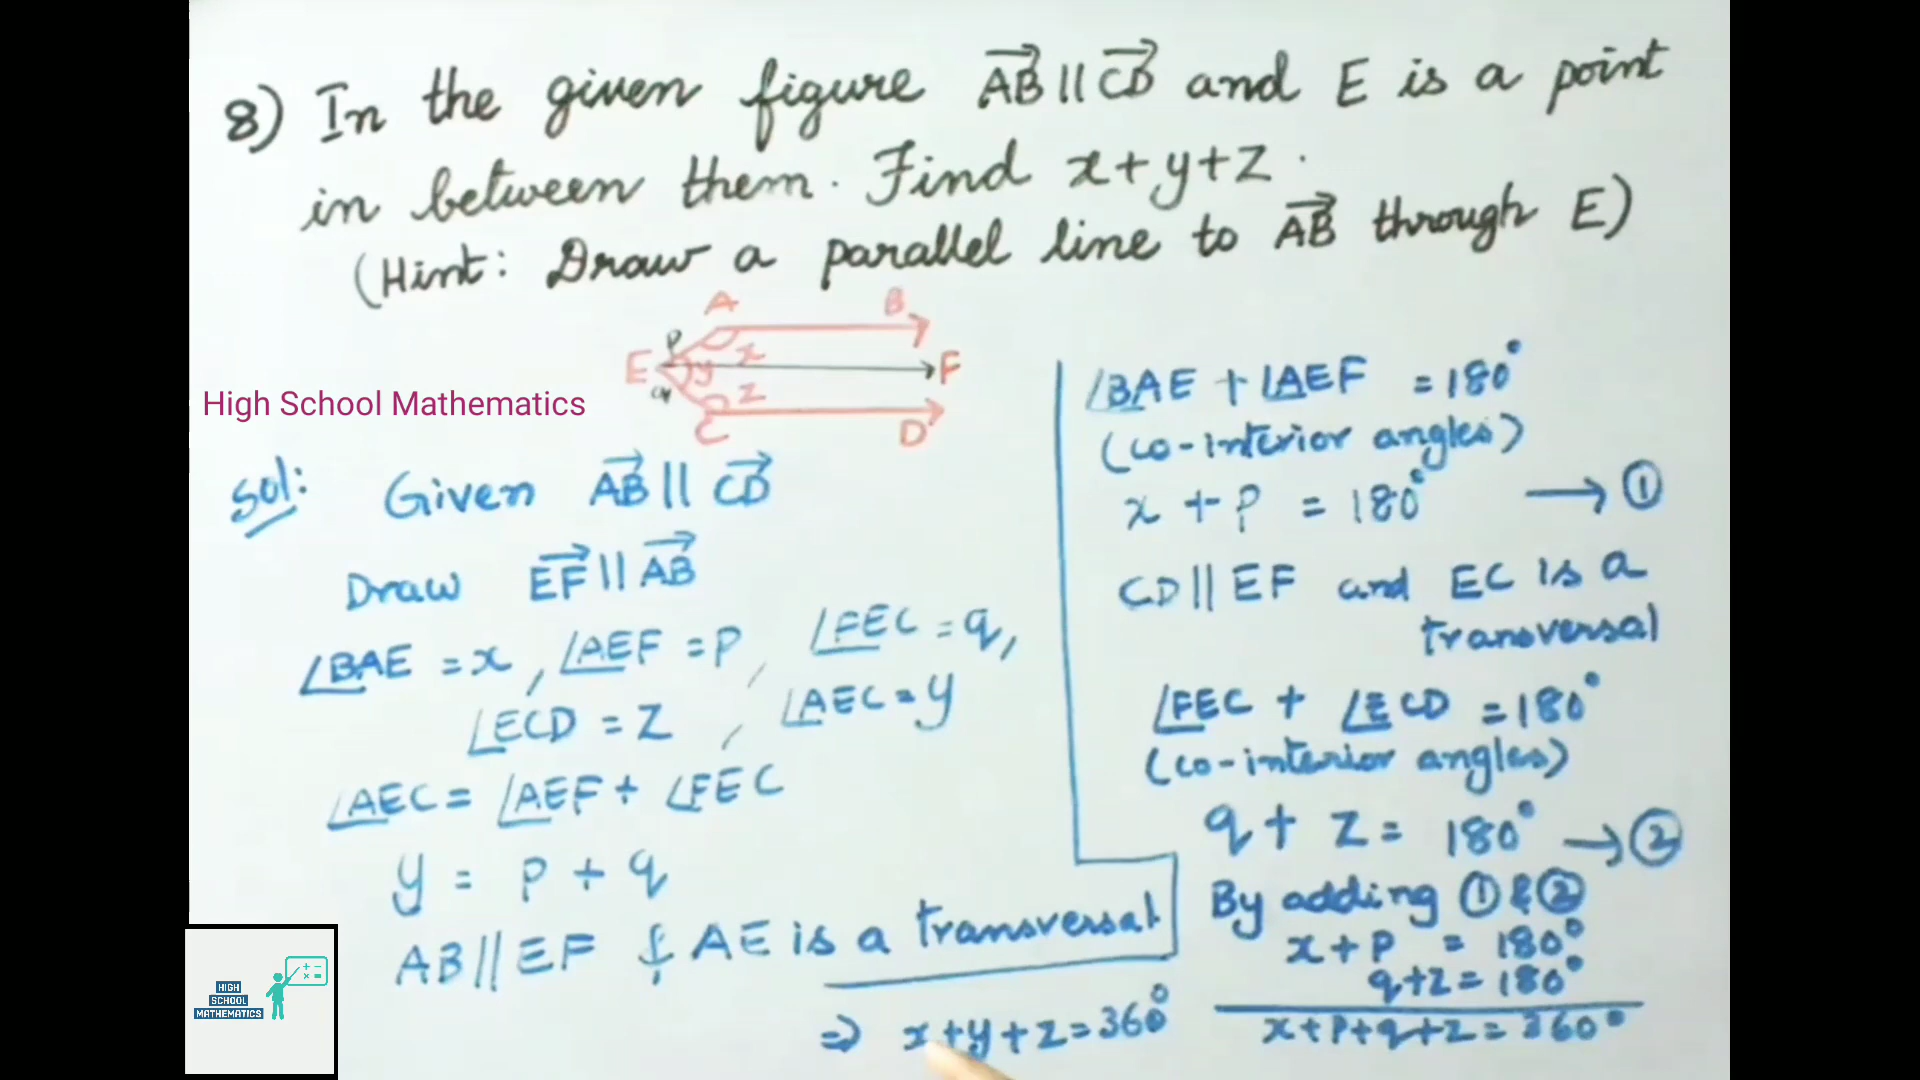 8) In the given figure AB || CD and E is a point
in between them. Find x+y+z.
(Hint: Draw a parallel line to AB through E)
A B
P x
E y F
q z
C D
High School Mathematics
Sol: Given AB || CD
Draw EF || AB
∠BAE = x, ∠AEF = p, ∠FEC = q,
∠ECD = z, ∠AEC = y
∠AEC = ∠AEF + ∠FEC
y = p + q
AB || EF & AE is a transversal
∠BAE + ∠AEF = 180°
(co-interior angles)
x + p = 180° → ①
CD || EF and EC is a
transversal
∠FEC + ∠ECD = 180°
(co-interior angles)
q + z = 180° → ②
By adding ① & ②
x + p = 180°
q + z = 180°
x+p+q+z = 360°
⇒ x+y+z = 360°
HIGH
SCHOOL
MATHEMATICS